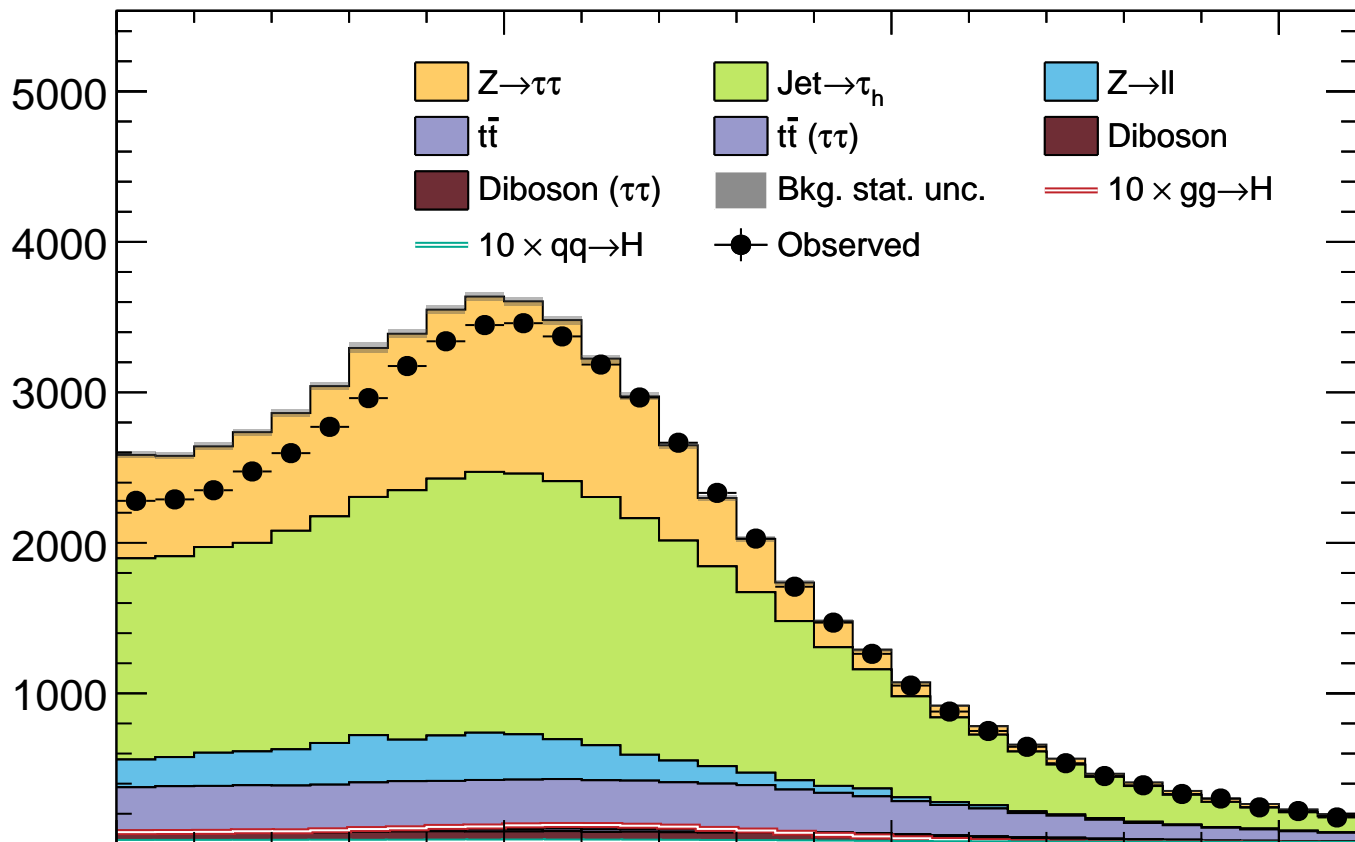 5000
4000
3000
2000
1000
Z→ττ Jet→τh Z→ll
tt̄ tt̄ (ττ) Diboson
Diboson (ττ) Bkg. stat. unc. 10 × gg→H
10 × qq→H Observed